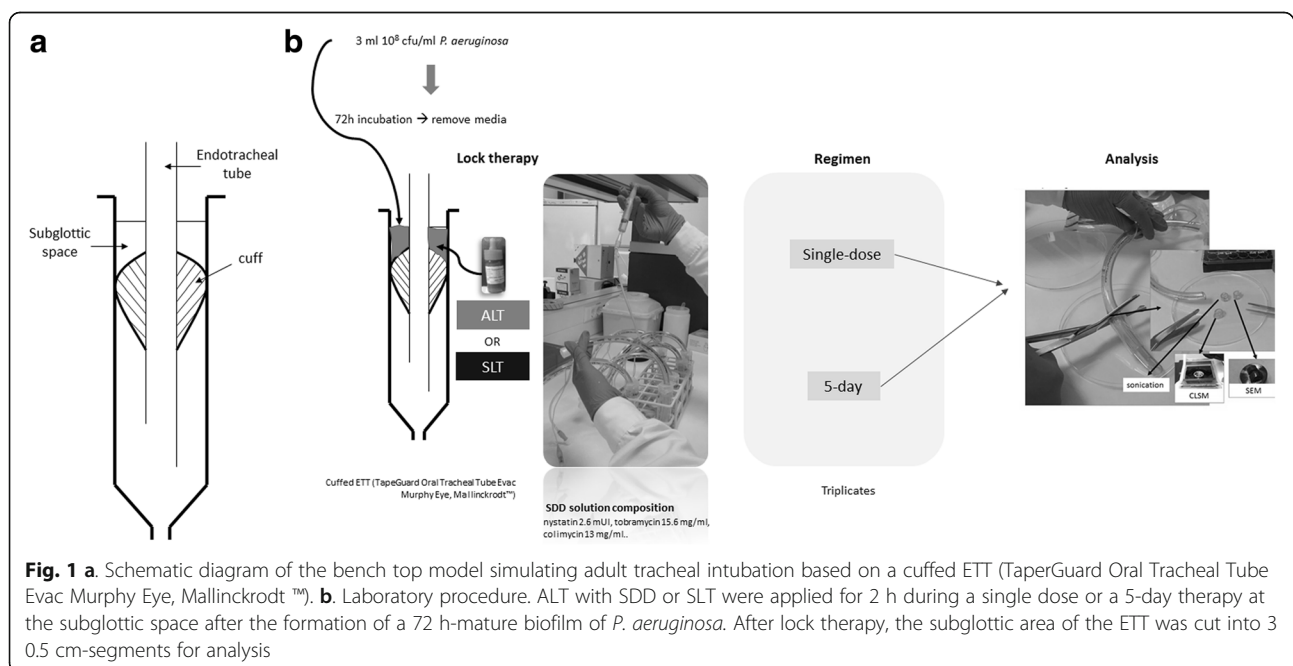 a
Endotracheal
tube
Subglottic
space
cuff
b
3 ml 10⁸ cfu/ml P. aeruginosa
72h incubation → remove media
Lock therapy
ALT
OR
SLT
Cuffed ETT (TapeGuard Oral Tracheal Tube Evac
Murphy Eye, Mallinckrodt™)
SDD solution composition
nystatin 2.6 mUI, tobramycin 15.6 mg/ml,
colimycin 13 mg/ml..
Regimen
Single-dose
5-day
Triplicates
Analysis
sonication
CLSM
SEM
Fig. 1 a. Schematic diagram of the bench top model simulating adult tracheal intubation based on a cuffed ETT (TaperGuard Oral Tracheal Tube
Evac Murphy Eye, Mallinckrodt ™). b. Laboratory procedure. ALT with SDD or SLT were applied for 2 h during a single dose or a 5-day therapy at
the subglottic space after the formation of a 72 h-mature biofilm of P. aeruginosa. After lock therapy, the subglottic area of the ETT was cut into 3
0.5 cm-segments for analysis